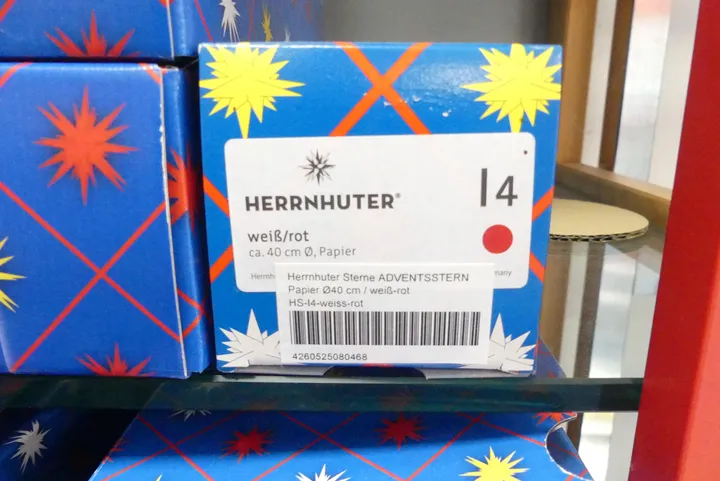 HERRNHUTER®
I4
weiß/rot
ca. 40 cm Ø, Papier
Herrnhuter Sterne ADVENTSSTERN
Papier Ø40 cm / weiß-rot
HS-I4-weiss-rot
4260525080468